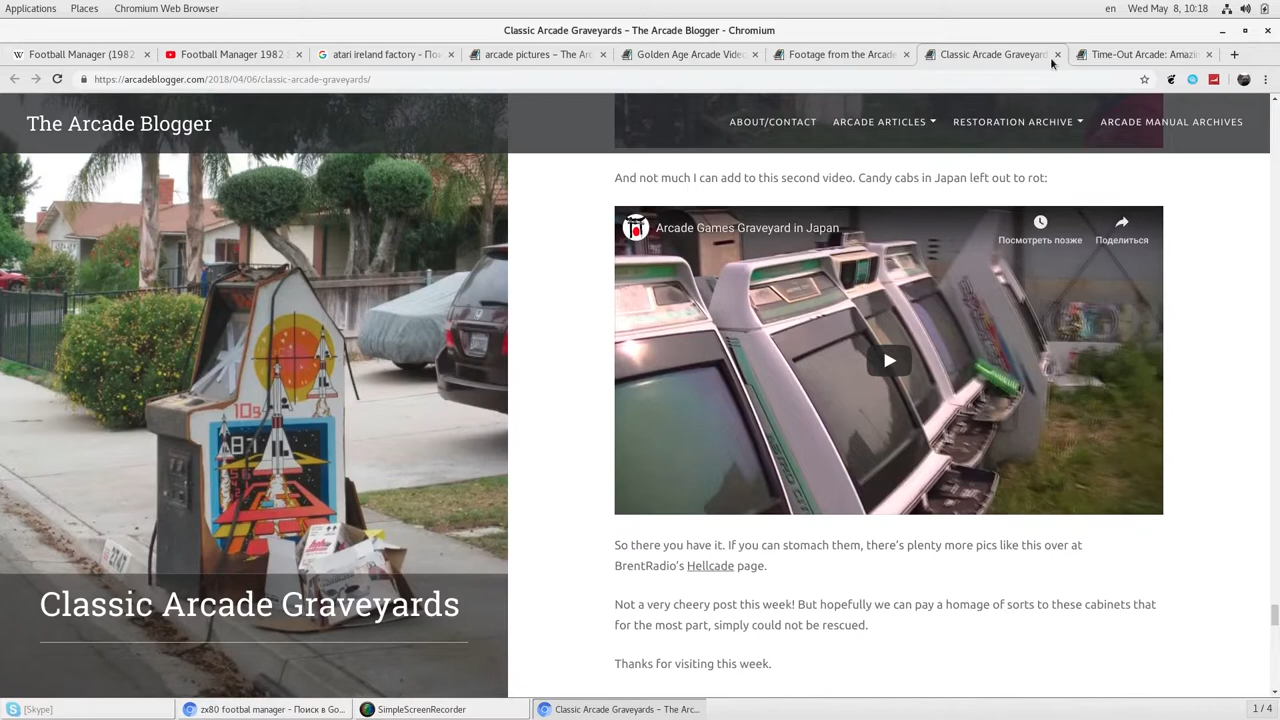 Applications Places Chromium Web Browser en Wed May 8, 10:18
Classic Arcade Graveyards – The Arcade Blogger - Chromium
Football Manager (1982 Football Manager 1982 atari ireland factory - По arcade pictures – The Arc Golden Age Arcade Video Footage from the Arcade Classic Arcade Graveyard Time-Out Arcade: Amazin
https://arcadeblogger.com/2018/04/06/classic-arcade-graveyards/
The Arcade Blogger ABOUT/CONTACT ARCADE ARTICLES RESTORATION ARCHIVE ARCADE MANUAL ARCHIVES
And not much I can add to this second video. Candy cabs in Japan left out to rot:
Arcade Games Graveyard in Japan
Посмотреть позже Поделиться
So there you have it. If you can stomach them, there's plenty more pics like this over at
BrentRadio's Hellcade page.
Classic Arcade Graveyards
Not a very cheery post this week! But hopefully we can pay a homage of sorts to these cabinets that
for the most part, simply could not be rescued.
Thanks for visiting this week.
[Skype] zx80 footbal manager - Поиск в Go... SimpleScreenRecorder Classic Arcade Graveyards – The Arc... 1 / 4